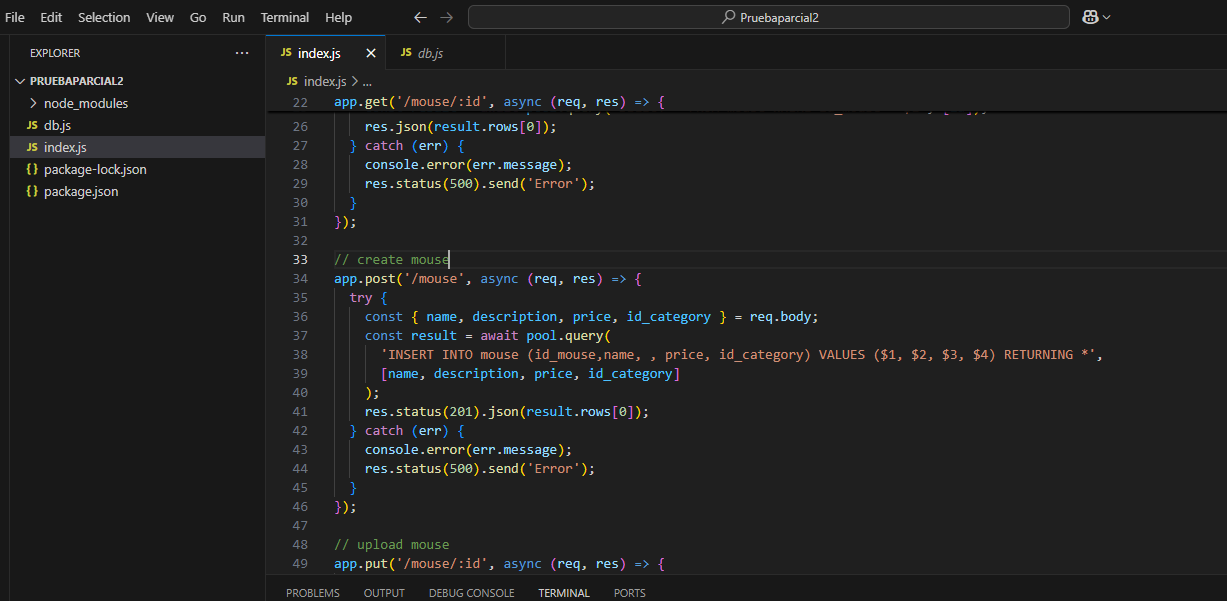 File Edit Selection View Go Run Terminal Help
Pruebaparcial2
EXPLORER
PRUEBAPARCIAL2
node_modules
JS db.js
JS index.js
{} package-lock.json
{} package.json
JS index.js
JS db.js
JS index.js > ...
22 app.get('/mouse/:id', async (req, res) => {
26 res.json(result.rows[0]);
27 } catch (err) {
28 console.error(err.message);
29 res.status(500).send('Error');
30 }
31 });
32
33 // create mouse
34 app.post('/mouse', async (req, res) => {
35 try {
36 const { name, description, price, id_category } = req.body;
37 const result = await pool.query(
38 'INSERT INTO mouse (id_mouse,name, , price, id_category) VALUES ($1, $2, $3, $4) RETURNING *',
39 [name, description, price, id_category]
40 );
41 res.status(201).json(result.rows[0]);
42 } catch (err) {
43 console.error(err.message);
44 res.status(500).send('Error');
45 }
46 });
47
48 // upload mouse
49 app.put('/mouse/:id', async (req, res) => {
PROBLEMS OUTPUT DEBUG CONSOLE TERMINAL PORTS